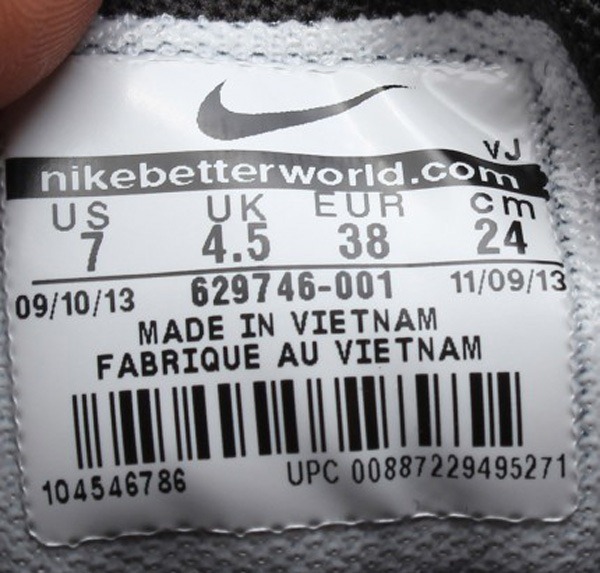 VJ
nikebetterworld.com
US UK EUR cm
7 4.5 38 24
09/10/13 629746-001 11/09/13
MADE IN VIETNAM
FABRIQUE AU VIETNAM
104546786 UPC 00887229495271